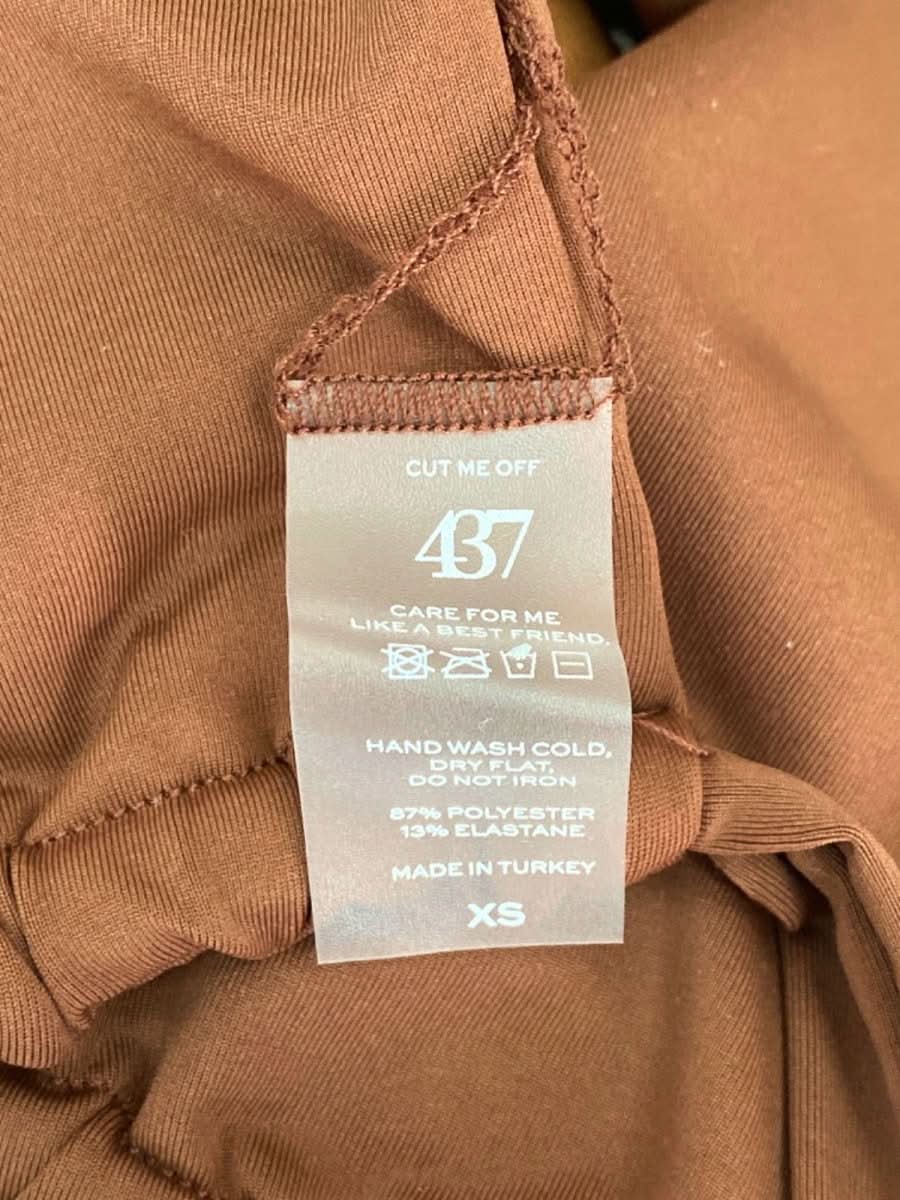 CUT ME OFF
437
CARE FOR ME
LIKE A BEST FRIEND.
HAND WASH COLD,
DRY FLAT,
DO NOT IRON
87% POLYESTER
13% ELASTANE
MADE IN TURKEY
XS